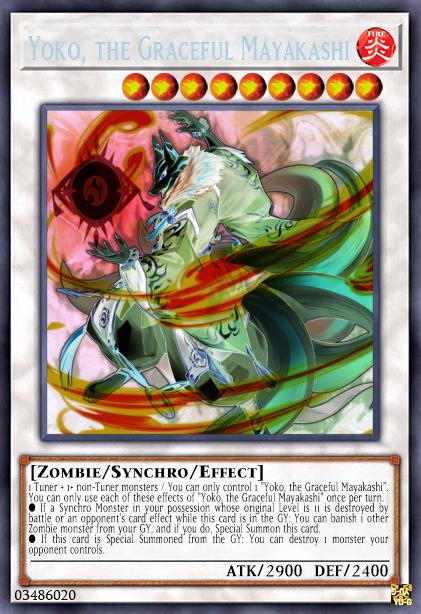 Yoko, the Graceful Mayakashi
FIRE
炎
[Zombie/Synchro/Effect]
1 Tuner + 1+ non-Tuner monsters / You can only control 1 "Yoko, the Graceful Mayakashi".
You can only use each of these effects of "Yoko, the Graceful Mayakashi" once per turn.
● If a Synchro Monster in your possession whose original Level is 11 is destroyed by
battle or an opponent's card effect while this card is in the GY: You can banish 1 other
Zombie monster from your GY, and if you do, Special Summon this card.
● If this card is Special Summoned from the GY: You can destroy 1 monster your
opponent controls.
ATK/2900 DEF/2400
03486020